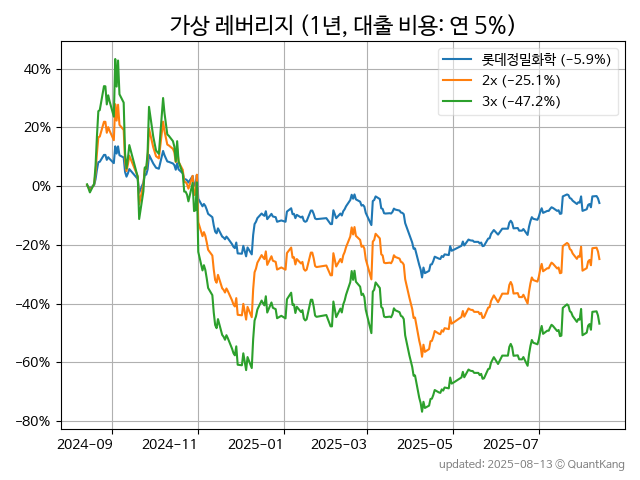 가상 레버리지 (1년, 대출 비용: 연 5%)
롯데정밀화학 (−5.9%)
2x (−25.1%)
3x (−47.2%)
40%
20%
0%
−20%
−40%
−60%
−80%
2024-09
2024-11
2025-01
2025-03
2025-05
2025-07
updated: 2025-08-13 © QuantKang